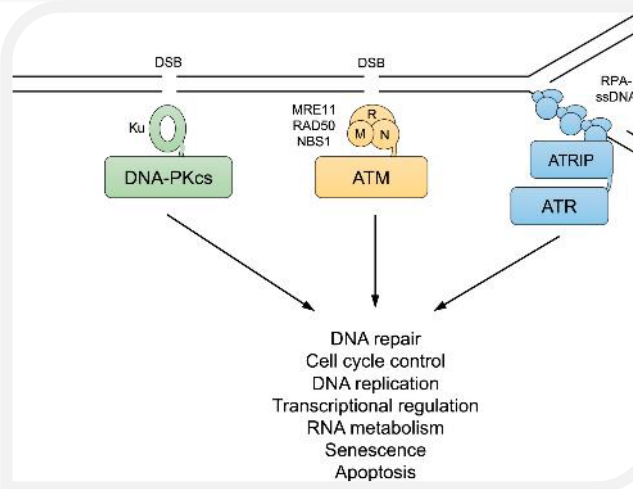 DSB
DSB
RPA-
ssDNA
Ku
MRE11
RAD50
NBS1
R
M
N
DNA-PKcs
ATM
ATRIP
ATR
DNA repair
Cell cycle control
DNA replication
Transcriptional regulation
RNA metabolism
Senescence
Apoptosis